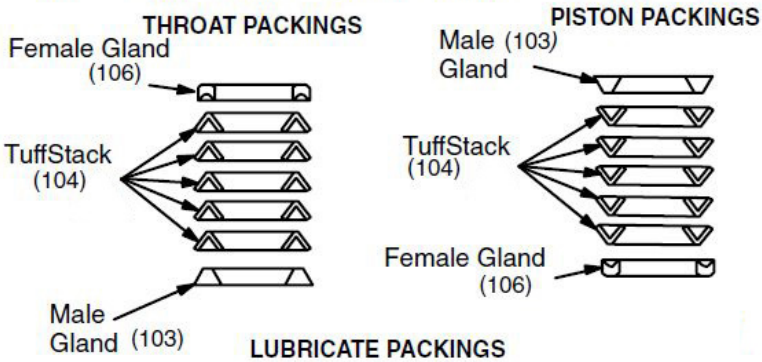 THROAT PACKINGS
Female Gland
(106)
TuffStack
(104)
Male
Gland (103)
PISTON PACKINGS
Male (103)
Gland
TuffStack
(104)
Female Gland
(106)
LUBRICATE PACKINGS